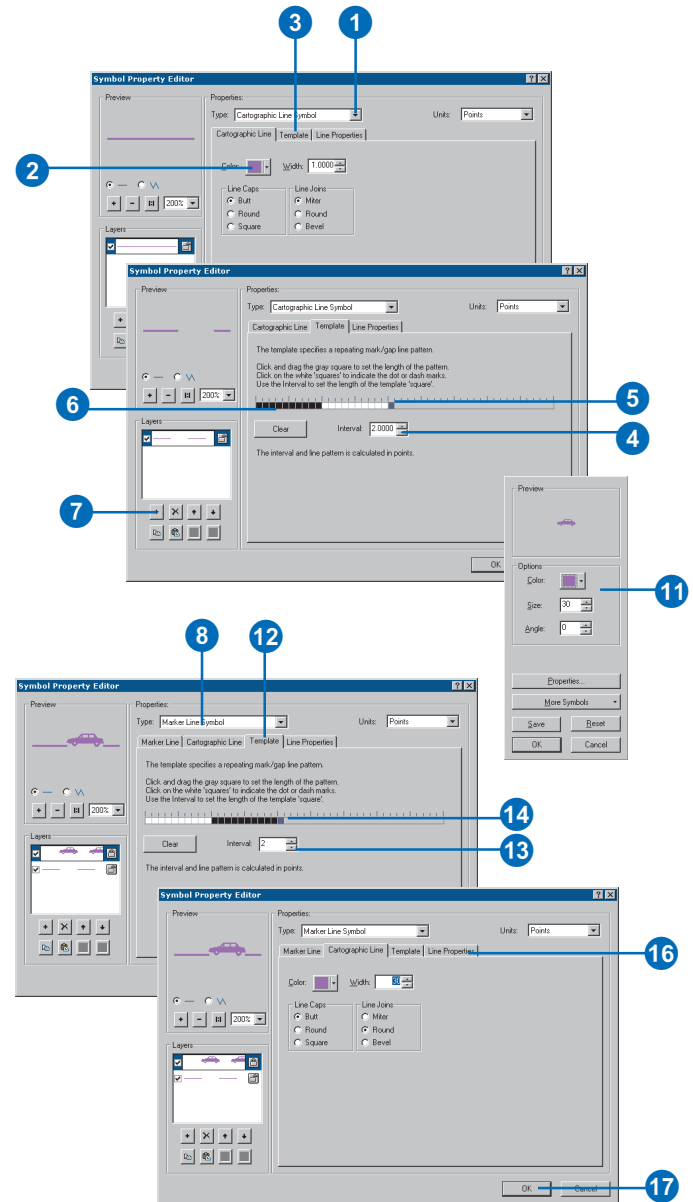 3
1
Symbol Property Editor
Preview
Properties:
Type: Cartographic Line Symbol
Units: Points
Cartographic Line Template Line Properties
2
Color: Width: 1.0000
Line Caps
Line Joins
Butt
Miter
Round
Round
Square
Bevel
1:1 200%
Layers
Symbol Property Editor
Preview
Properties:
Type: Cartographic Line Symbol
Units: Points
Cartographic Line Template Line Properties
The template specifies a repeating mark/gap line pattern.
Click and drag the gray square to set the length of the pattern.
Click on the white 'squares' to indicate the dot or dash marks.
Use the Interval to set the length of the template 'square'.
1:1 200%
6
5
Layers
Clear
Interval: 2.0000
4
The interval and line pattern is calculated in points.
7
OK
Preview
Options
Color:
11
Size: 30
Angle: 0
Properties...
More Symbols
Save Reset
OK Cancel
8
12
Symbol Property Editor
Preview
Properties:
Type: Marker Line Symbol
Units: Points
Marker Line Cartographic Line Template Line Properties
The template specifies a repeating mark/gap line pattern.
Click and drag the gray square to set the length of the pattern.
Click on the white 'squares' to indicate the dot or dash marks.
Use the Interval to set the length of the template 'square'.
1:1 200%
14
Layers
Clear
Interval: 2
13
The interval and line pattern is calculated in points.
Symbol Property Editor
Preview
Properties:
Type: Marker Line Symbol
Units: Points
Marker Line Cartographic Line Template Line Properties
16
Color: Width: 30
Line Caps
Line Joins
Butt
Miter
Round
Round
Square
Bevel
1:1 200%
Layers
OK
Cancel
17